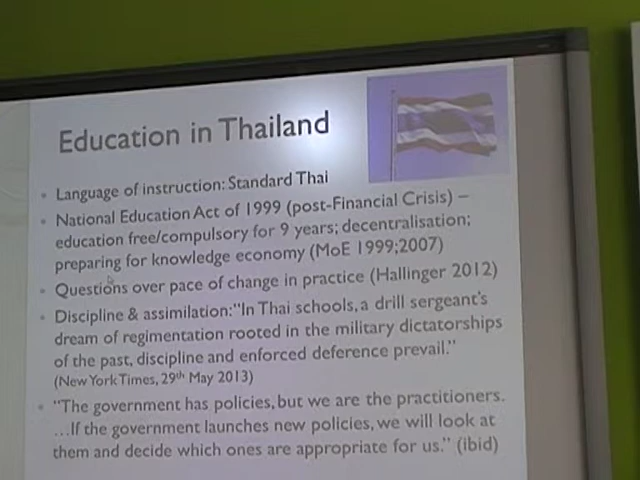 Education in Thailand
• Language of instruction: Standard Thai
• National Education Act of 1999 (post-Financial Crisis) –
education free/compulsory for 9 years; decentralisation;
preparing for knowledge economy (MoE 1999;2007)
• Questions over pace of change in practice (Hallinger 2012)
• Discipline & assimilation: "In Thai schools, a drill sergeant's
dream of regimentation rooted in the military dictatorships
of the past, discipline and enforced deference prevail."
(New York Times, 29th May 2013)
• "The government has policies, but we are the practitioners.
…If the government launches new policies, we will look at
them and decide which ones are appropriate for us." (ibid)